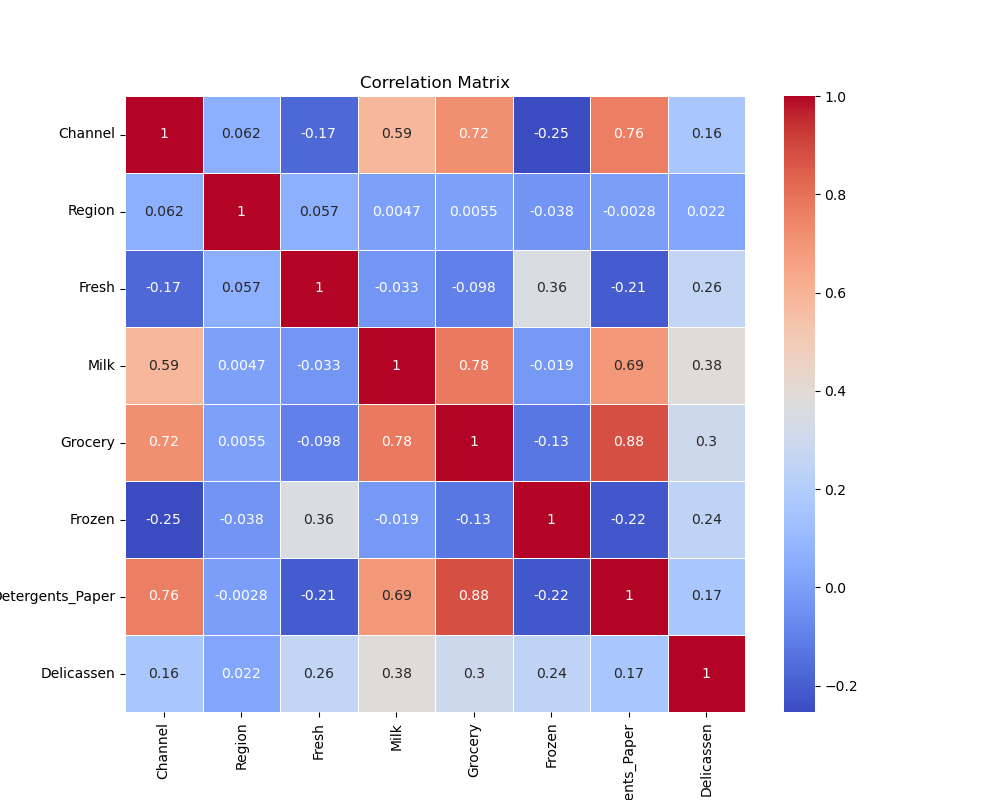 Correlation Matrix
Channel 1 0.062 -0.17 0.59 0.72 -0.25 0.76 0.16
Region 0.062 1 0.057 0.0047 0.0055 -0.038 -0.0028 0.022
Fresh -0.17 0.057 1 -0.033 -0.098 0.36 -0.21 0.26
Milk 0.59 0.0047 -0.033 1 0.78 -0.019 0.69 0.38
Grocery 0.72 0.0055 -0.098 0.78 1 -0.13 0.88 0.3
Frozen -0.25 -0.038 0.36 -0.019 -0.13 1 -0.22 0.24
etergents_Paper 0.76 -0.0028 -0.21 0.69 0.88 -0.22 1 0.17
Delicassen 0.16 0.022 0.26 0.38 0.3 0.24 0.17 1
Channel Region Fresh Milk Grocery Frozen ents_Paper Delicassen
1.0
0.8
0.6
0.4
0.2
0.0
−0.2